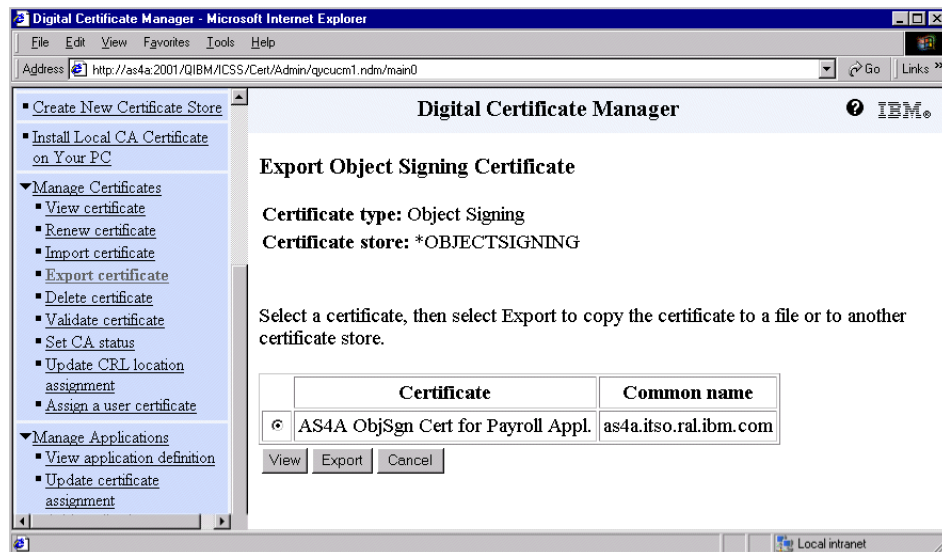 Digital Certificate Manager - Microsoft Internet Explorer
File Edit View Favorites Tools Help
Address http://as4a:2001/QIBM/ICSS/Cert/Admin/qycucm1.ndm/main0 Go Links »
Create New Certificate Store
Install Local CA Certificate
on Your PC
Manage Certificates
View certificate
Renew certificate
Import certificate
Export certificate
Delete certificate
Validate certificate
Set CA status
Update CRL location
assignment
Assign a user certificate
Manage Applications
View application definition
Update certificate
assignment
Digital Certificate Manager ? IBM®
Export Object Signing Certificate
Certificate type: Object Signing
Certificate store: *OBJECTSIGNING
Select a certificate, then select Export to copy the certificate to a file or to another
certificate store.
Certificate Common name
AS4A ObjSgn Cert for Payroll Appl. as4a.itso.ral.ibm.com
View Export Cancel
Local intranet